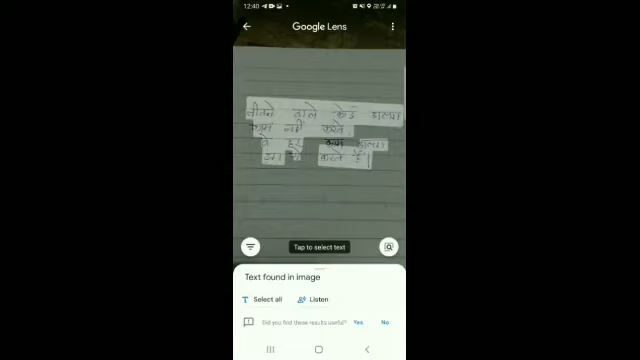 12:40
Google Lens
जीतने वाले कोई अलग
काम नहीं करते
वे हर काम अलग
ढंग से करते हैं।
Tap to select text
Text found in image
Select all
Listen
Did you find these results useful? Yes No